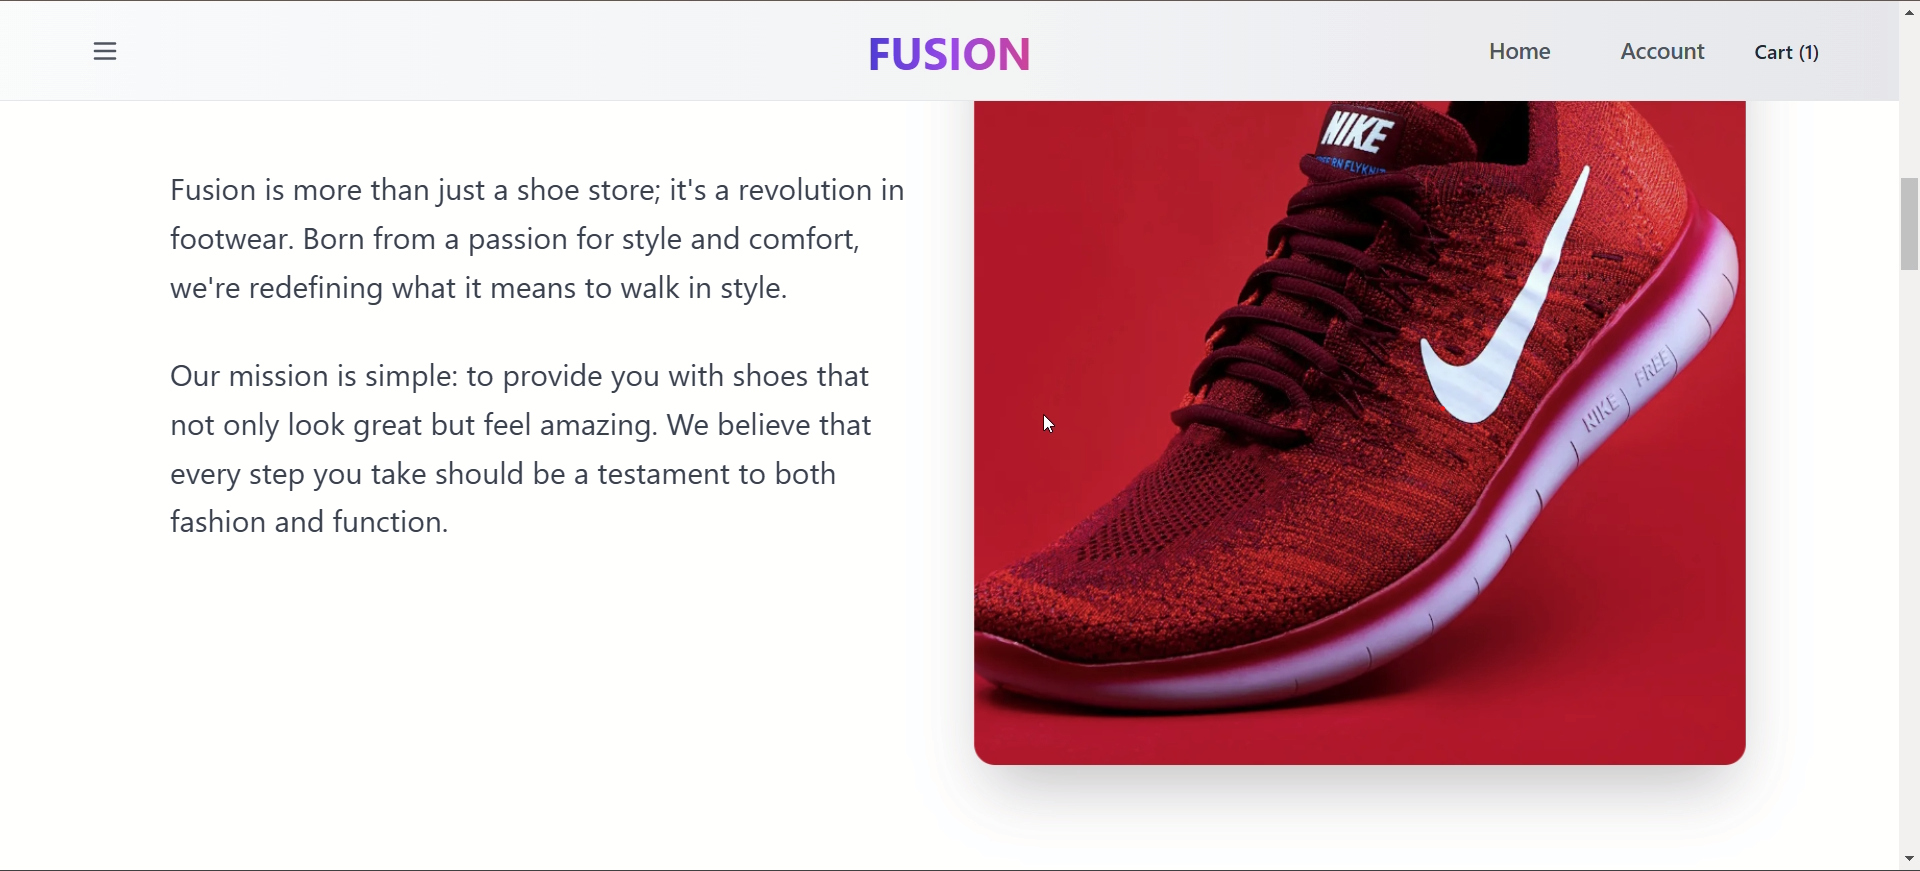 FUSION
Home
Account
Cart (1)
NIKE
Fusion is more than just a shoe store; it's a revolution in
footwear. Born from a passion for style and comfort,
we're redefining what it means to walk in style.
Our mission is simple: to provide you with shoes that
not only look great but feel amazing. We believe that
every step you take should be a testament to both
fashion and function.
NIKE FREE